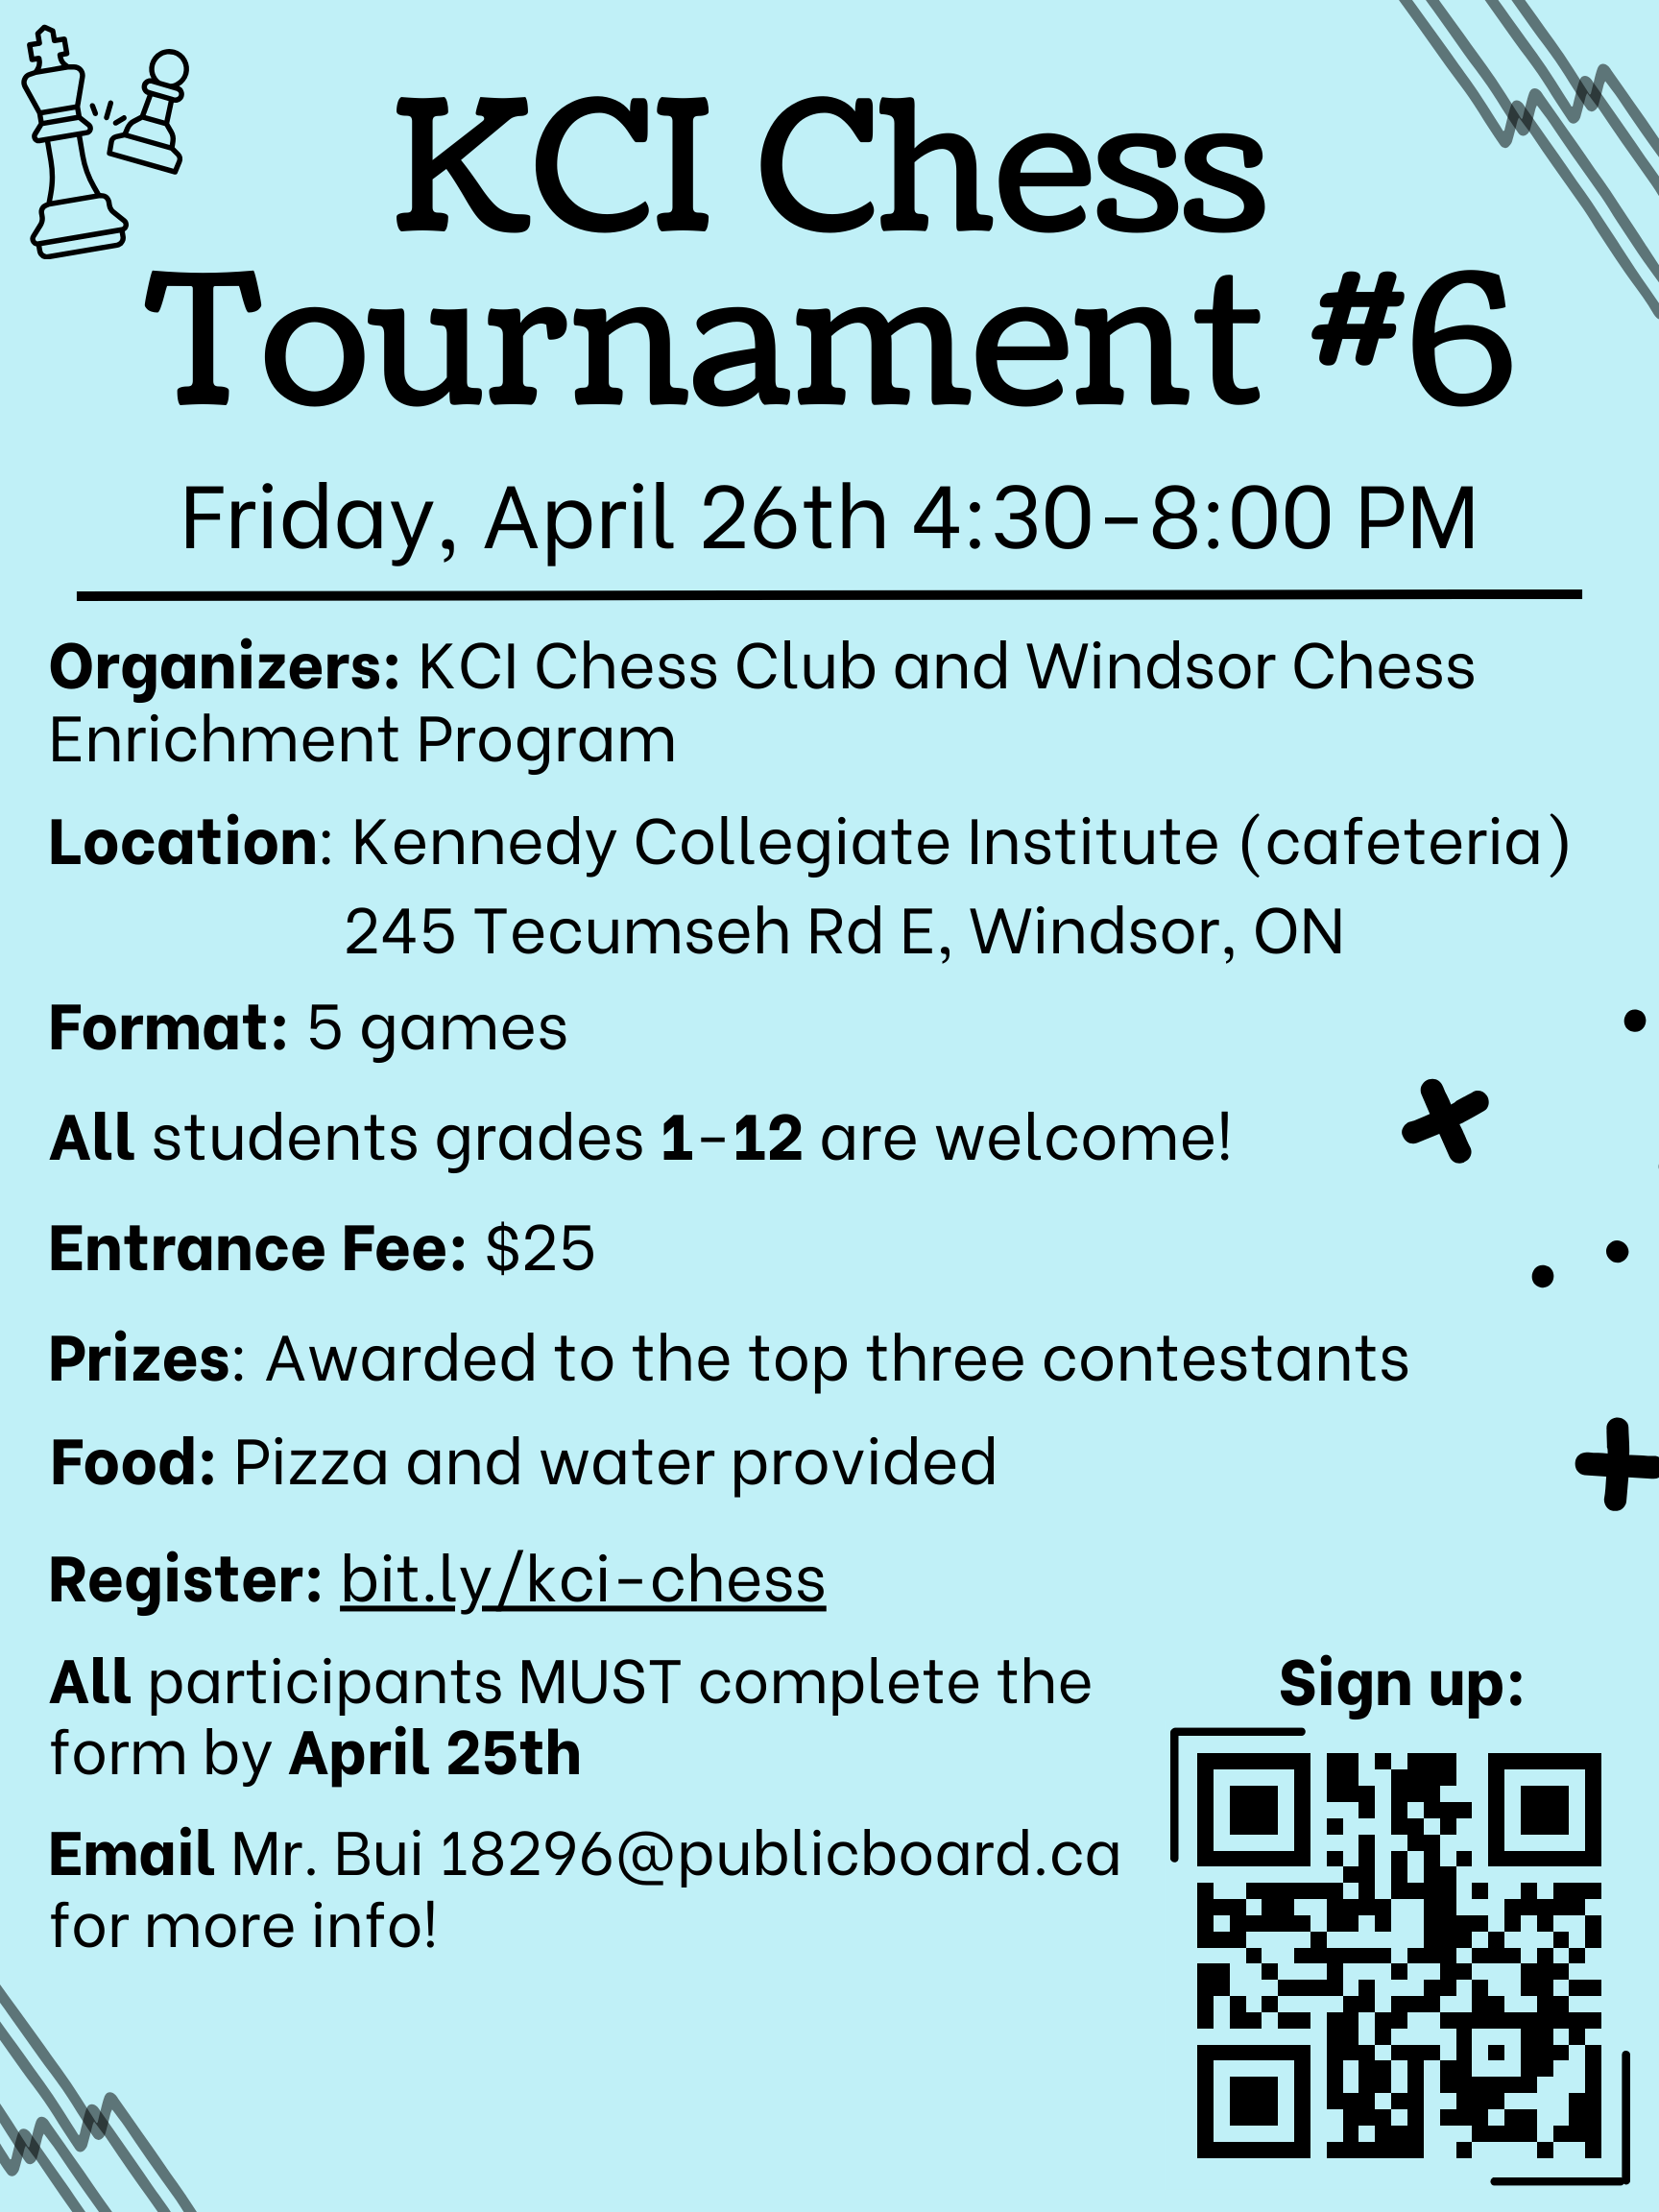 KCI Chess
Tournament #6
Friday, April 26th 4:30-8:00 PM
Organizers: KCI Chess Club and Windsor Chess
Enrichment Program
Location: Kennedy Collegiate Institute (cafeteria)
245 Tecumseh Rd E, Windsor, ON
Format: 5 games
All students grades 1-12 are welcome!
Entrance Fee: $25
Prizes: Awarded to the top three contestants
Food: Pizza and water provided
Register: bit.ly/kci-chess
All participants MUST complete the
form by April 25th
Email Mr. Bui 18296@publicboard.ca
for more info!
Sign up: